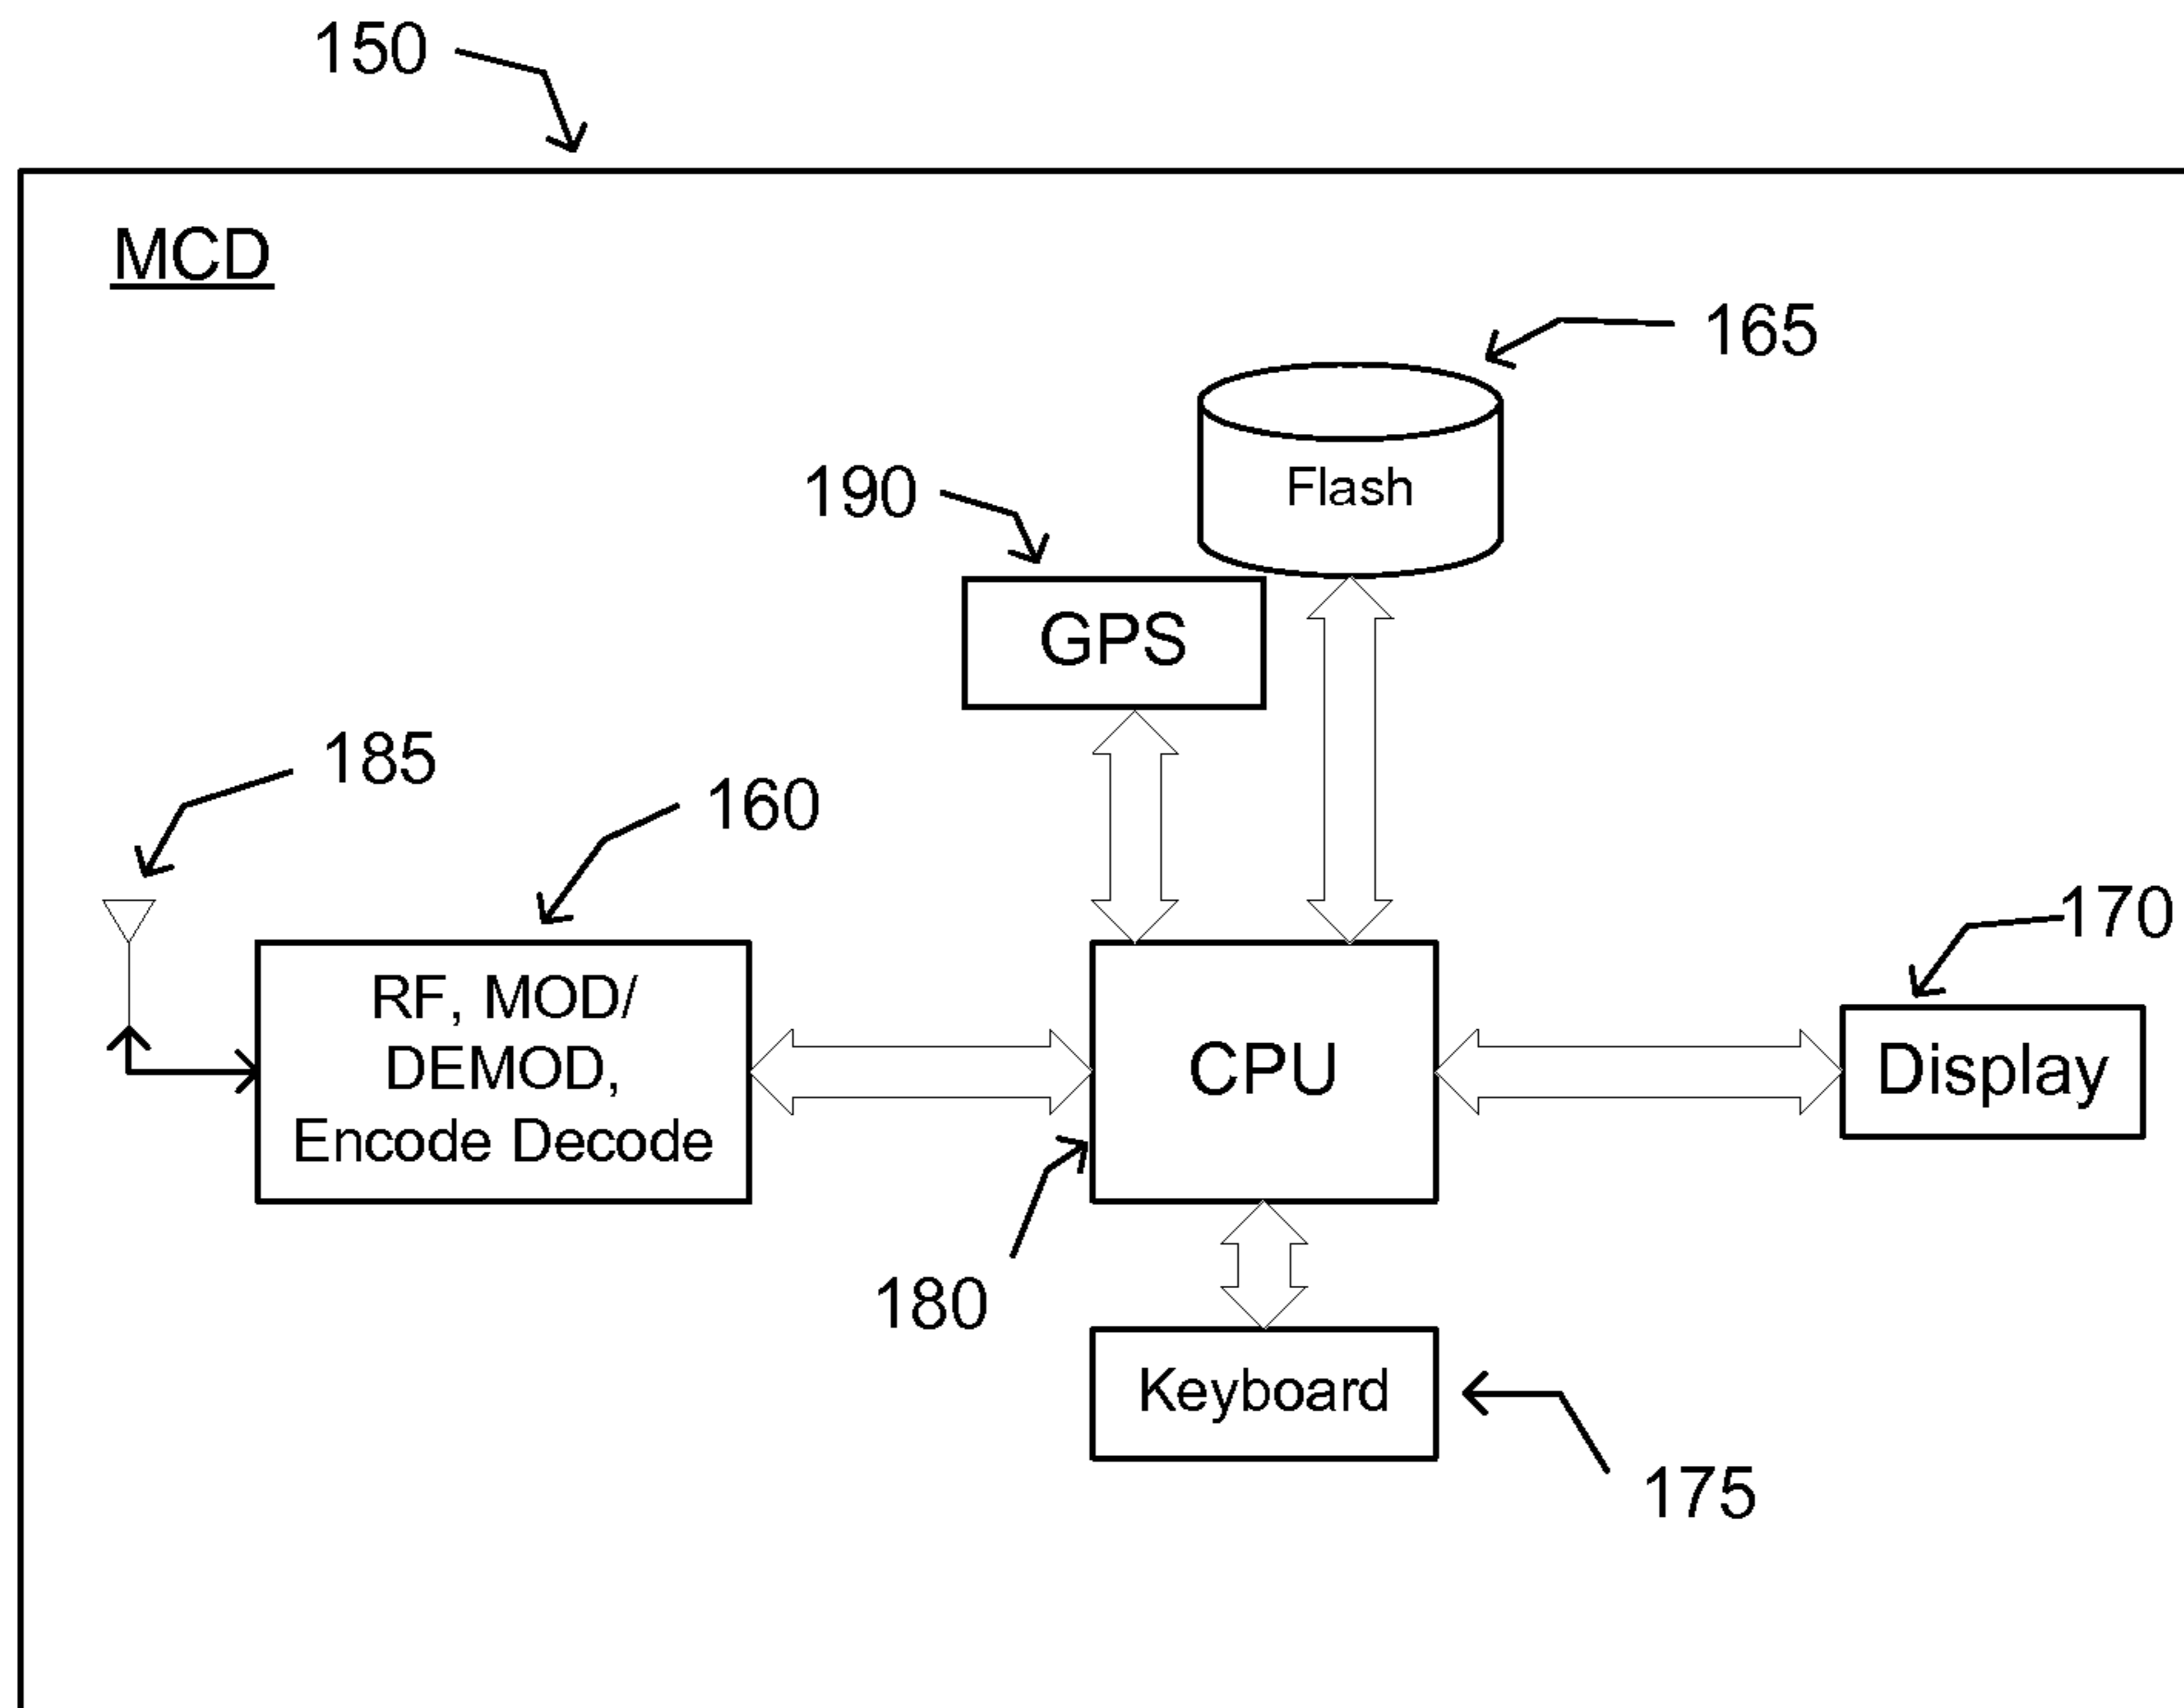 150
MCD
165
Flash
190
GPS
185
160
170
RF, MOD/
DEMOD,
Encode Decode
CPU
Display
180
Keyboard
175